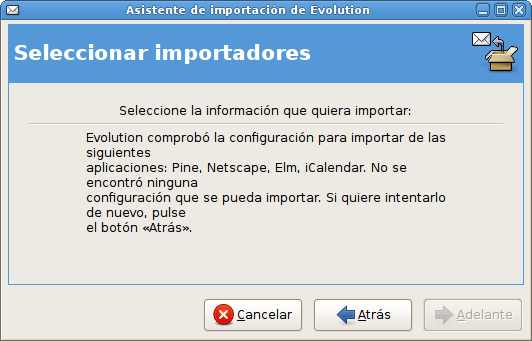 Asistente de importación de Evolution
Seleccionar importadores
Seleccione la información que quiera importar:
Evolution comprobó la configuración para importar de las
siguientes
aplicaciones: Pine, Netscape, Elm, iCalendar. No se
encontró ninguna
configuración que se pueda importar. Si quiere intentarlo
de nuevo, pulse
el botón «Atrás».
Cancelar
Atrás
Adelante